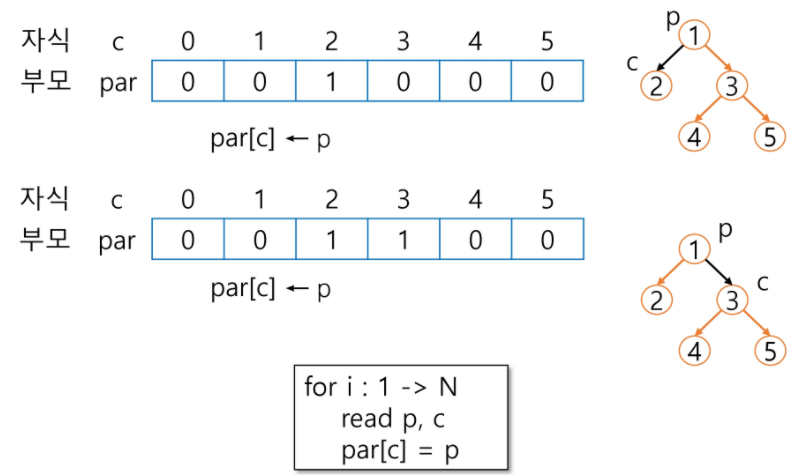 자식 c 0 1 2 3 4 5
부모 par 0 0 1 0 0 0
par[c] ← p
p
1
c
2 3
4 5
자식 c 0 1 2 3 4 5
부모 par 0 0 1 1 0 0
par[c] ← p
p
1
c
2 3
4 5
for i : 1 -> N
read p, c
par[c] = p